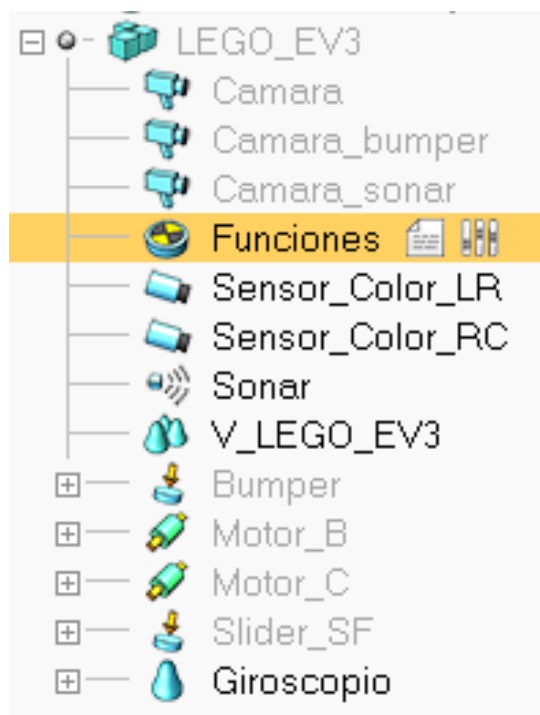 LEGO_EV3
Camara
Camara_bumper
Camara_sonar
Funciones
Sensor_Color_LR
Sensor_Color_RC
Sonar
V_LEGO_EV3
Bumper
Motor_B
Motor_C
Slider_SF
Giroscopio